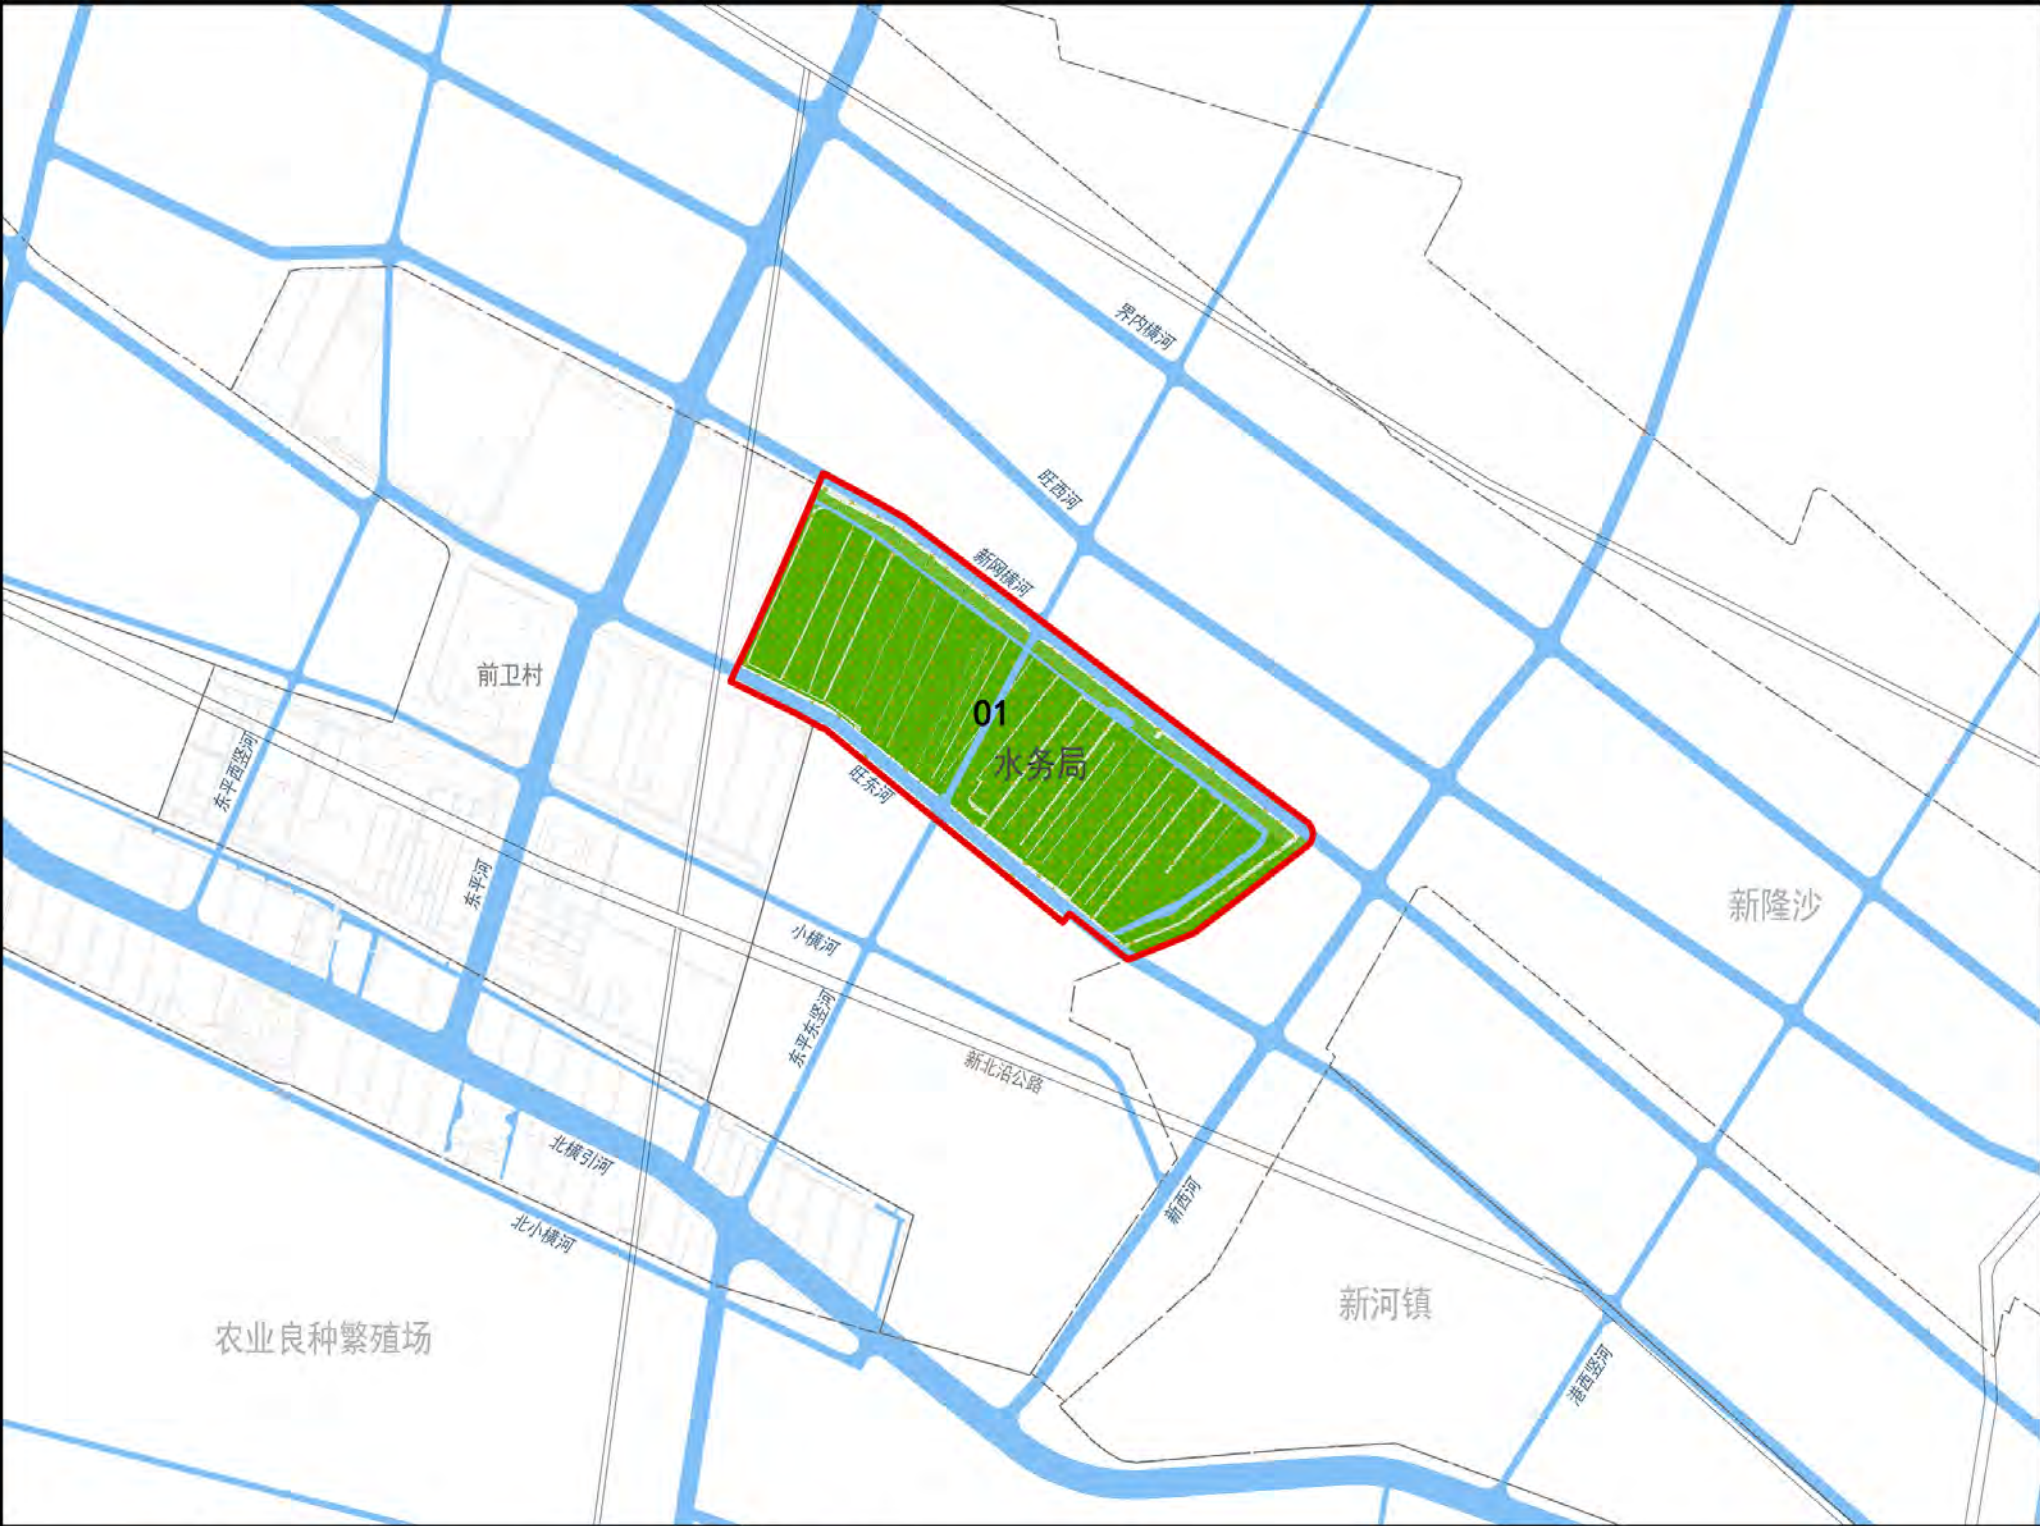 界内横河
旺西河
新网横河
前卫村
01
水务局
东平西竖河
旺东河
东平河
新隆沙
小横河
东平东竖河
新北沿公路
北横引河
新西河
北小横河
新河镇
农业良种繁殖场
港西竖河